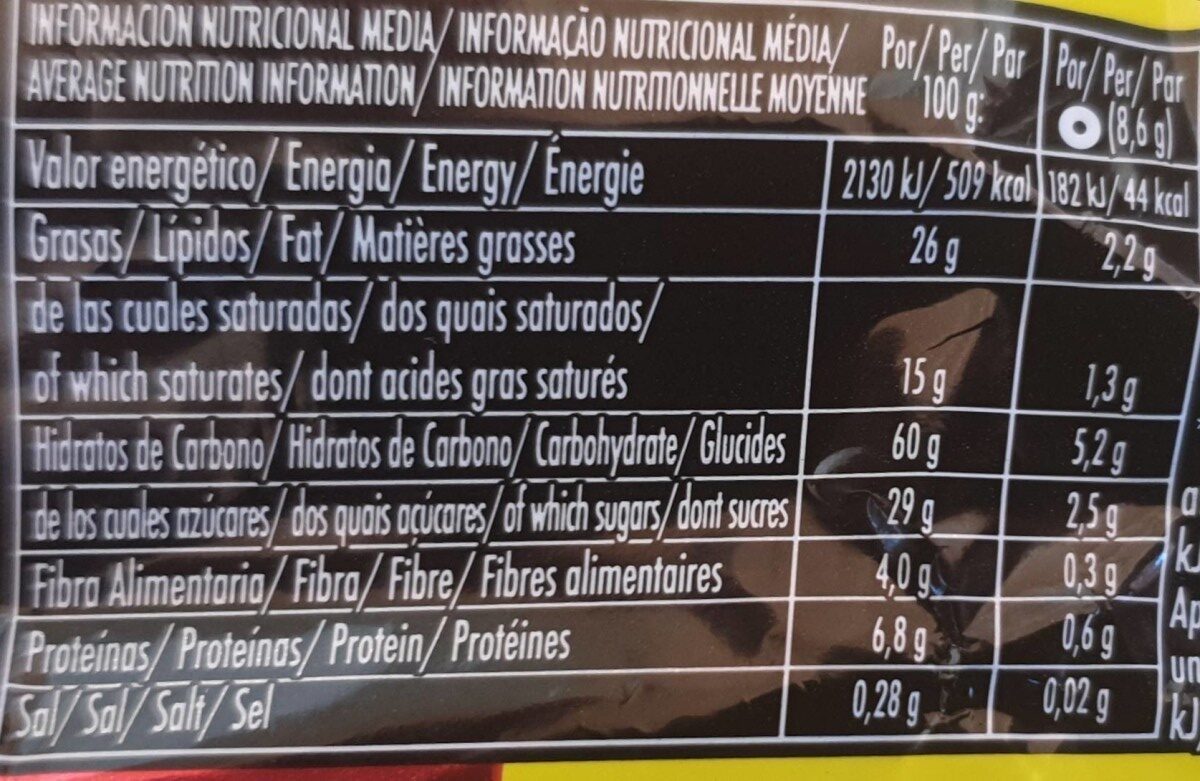 INFORMACIÓN NUTRICIONAL MEDIA/ INFORMAÇÃO NUTRICIONAL MÉDIA/ Por/ Per/ Par Por/ Per/ Par
AVERAGE NUTRITION INFORMATION/ INFORMATION NUTRITIONNELLE MOYENNE 100 g: (8,6 g)
Valor energético/ Energia/ Energy/ Énergie 2130 kJ/ 509 kcal 182 kJ/ 44 kcal
Grasas/ Lípidos/ Fat/ Matières grasses 26 g 2,2 g
de las cuales saturadas/ dos quais saturados/
of which saturates/ dont acides gras saturés 15 g 1,3 g
Hidratos de Carbono/ Hidratos de Carbono/ Carbohydrate/ Glucides 60 g 5,2 g
de los cuales azúcares/ dos quais açúcares/ of which sugars/ dont sucres 29 g 2,5 g
Fibra Alimentaria/ Fibra/ Fibre/ Fibres alimentaires 4,0 g 0,3 g
Proteínas/ Proteínas/ Protein/ Protéines 6,8 g 0,6 g
Sal/ Sal/ Salt/ Sel 0,28 g 0,02 g